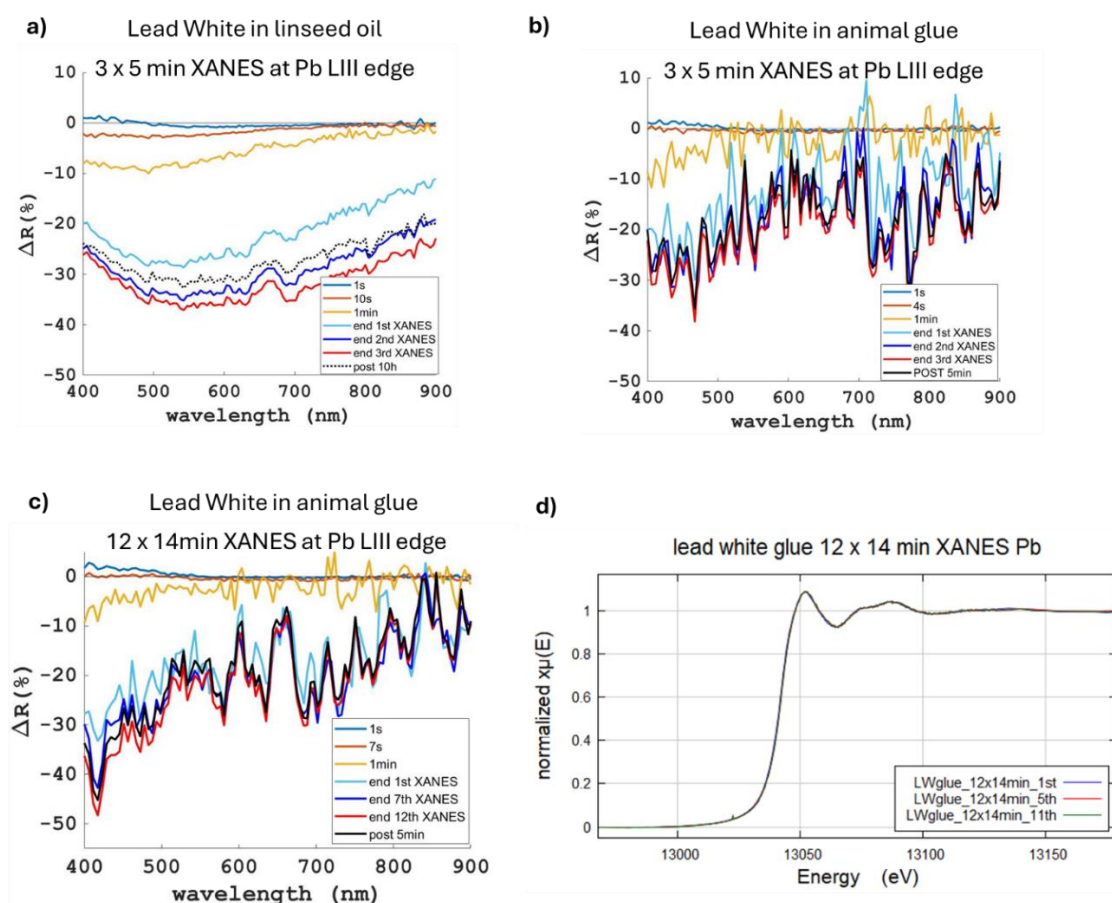 a)
Lead White in linseed oil
3 x 5 min XANES at Pb LIII edge
10
0
-10
-20
-30
-40
-50
ΔR(%)
1s
10s
1min
end 1st XANES
end 2nd XANES
end 3rd XANES
post 10h
400 500 600 700 800 900
wavelength (nm)
b)
Lead White in animal glue
3 x 5 min XANES at Pb LIII edge
10
0
-10
-20
-30
-40
-50
ΔR(%)
1s
4s
1min
end 1st XANES
end 2nd XANES
end 3rd XANES
POST 5min
400 500 600 700 800 900
wavelength (nm)
c)
Lead White in animal glue
12 x 14min XANES at Pb LIII edge
0
-10
-20
-30
-40
-50
ΔR(%)
1s
7s
1min
end 1st XANES
end 7th XANES
end 12th XANES
post 5min
400 500 600 700 800 900
wavelength (nm)
d)
lead white glue 12 x 14 min XANES Pb
1
0.8
0.6
0.4
0.2
0
normalized xμ(E)
LWglue_12x14min_1st
LWglue_12x14min_5th
LWglue_12x14min_11th
13000 13050 13100 13150
Energy (eV)